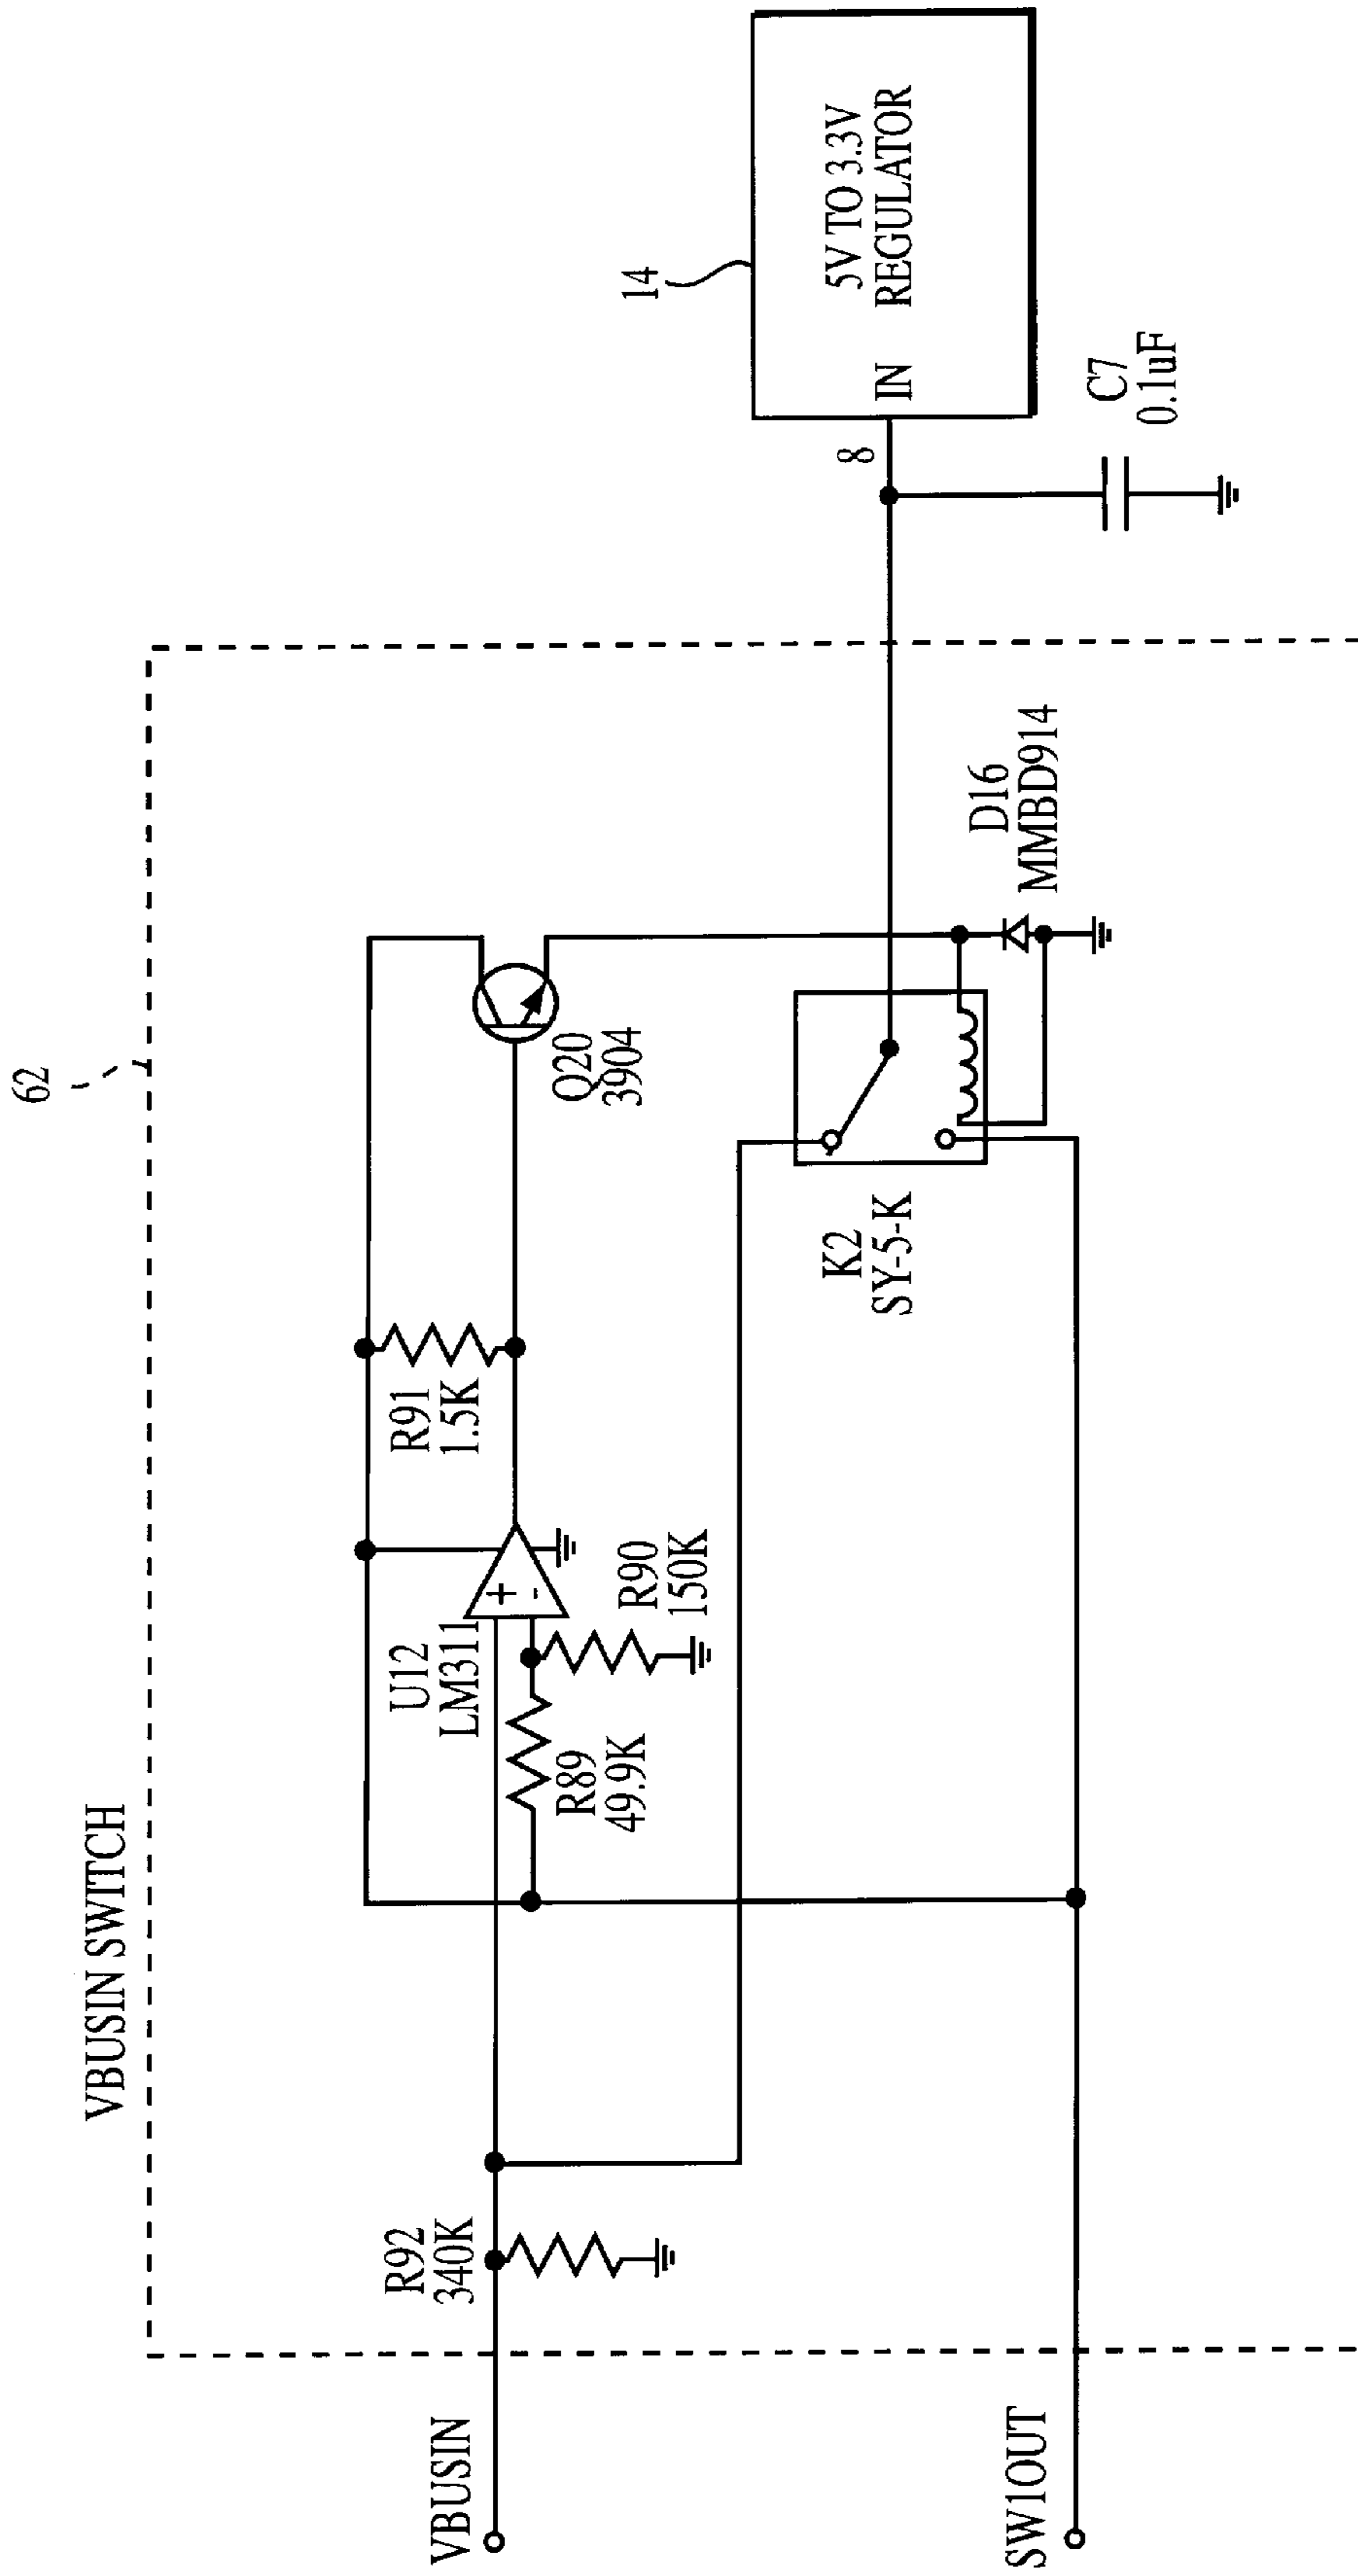 62
VBUSIN SWITCH
R91
1.5K
U12
LM311
+
-
Q20
3904
R92
340K
R89
49.9K
R90
150K
VBUSIN
14
5V TO 3.3V
REGULATOR
IN
8
K2
SY-5-K
D16
MMBD914
C7
0.1uF
SW1OUT